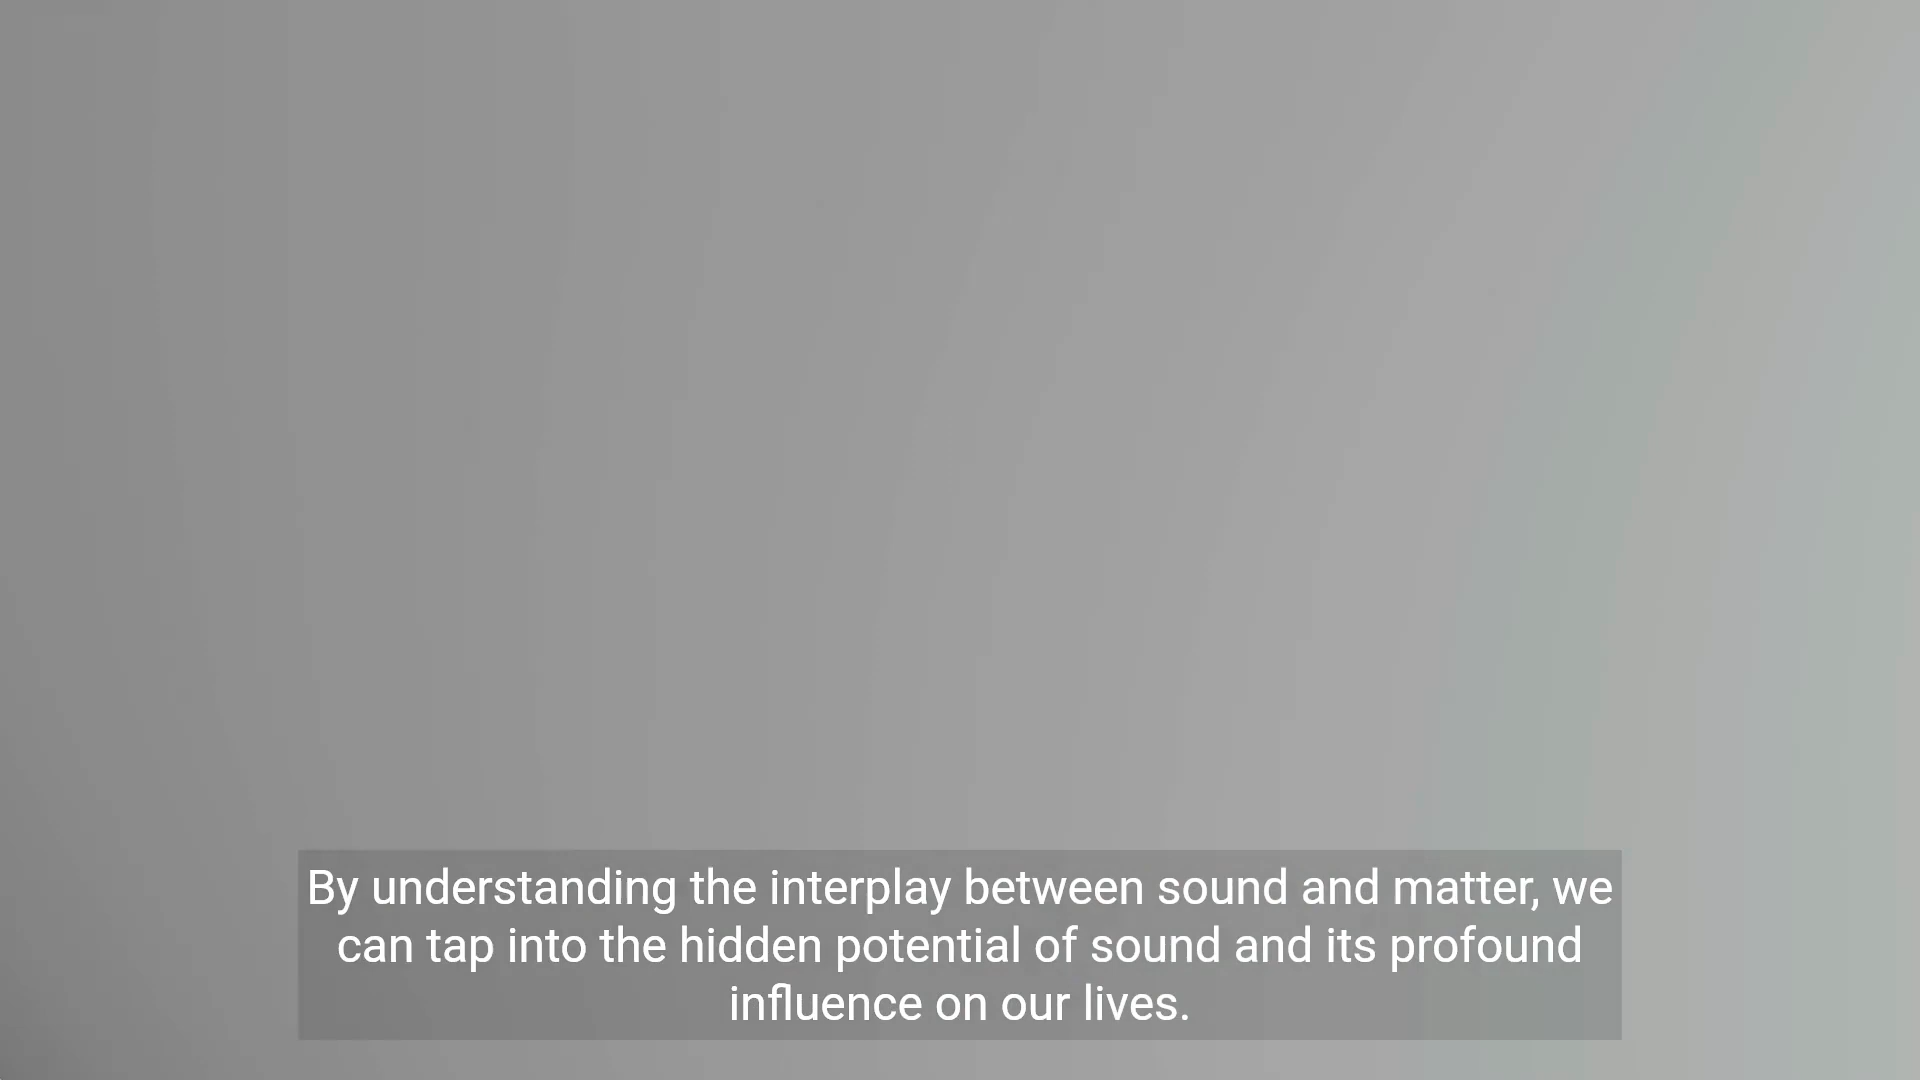 By understanding the interplay between sound and matter, we
can tap into the hidden potential of sound and its profound
influence on our lives.